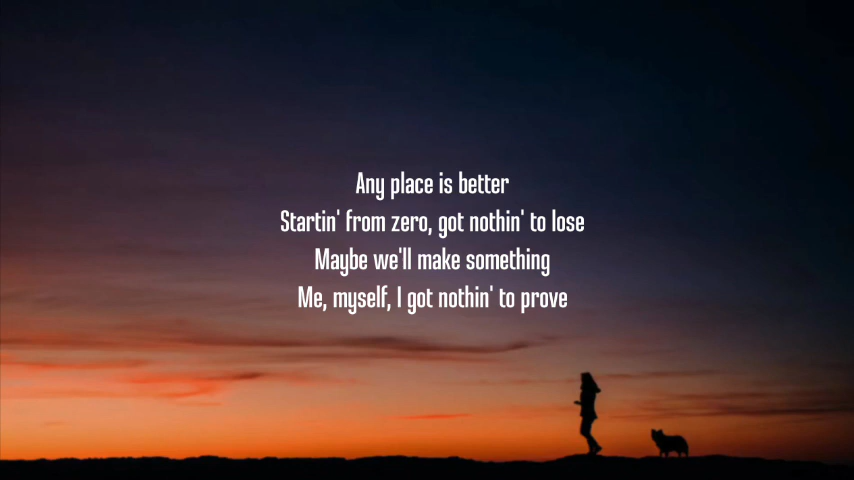 Any place is better
Startin' from zero, got nothin' to lose
Maybe we'll make something
Me, myself, I got nothin' to prove